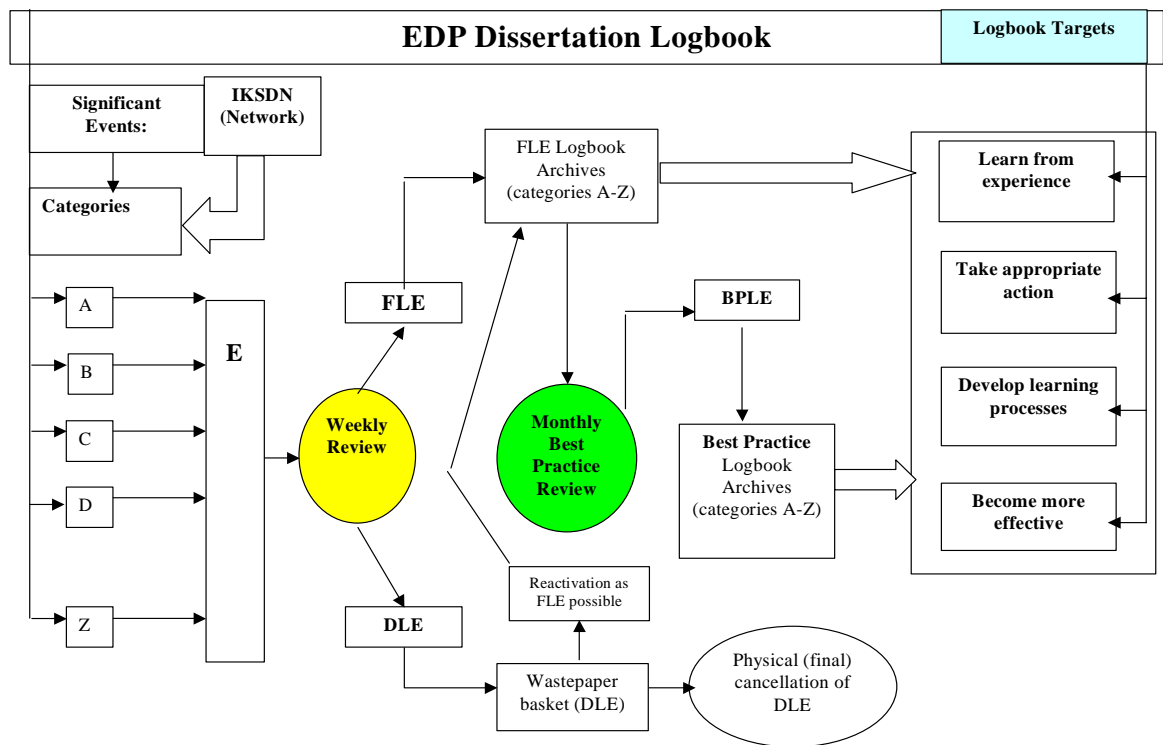 EDP Dissertation Logbook
Logbook Targets
Significant
Events:
IKSDN
(Network)
Categories
A
B
C
D
Z
E
Weekly
Review
FLE
DLE
FLE Logbook
Archives
(categories A-Z)
Monthly
Best
Practice
Review
BPLE
Best Practice
Logbook
Archives
(categories A-Z)
Reactivation as
FLE possible
Wastepaper
basket (DLE)
Physical (final)
cancellation of
DLE
Learn from
experience
Take appropriate
action
Develop learning
processes
Become more
effective